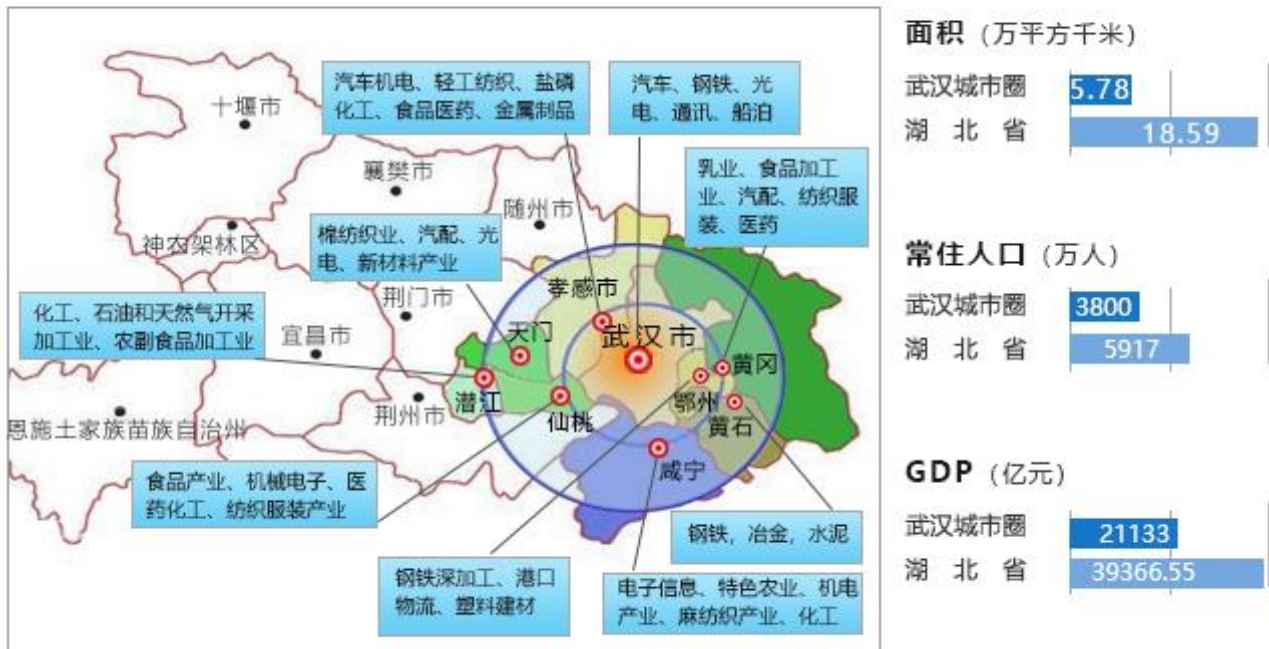 汽车机电、轻工纺织、盐磷
化工、食品医药、金属制品
汽车、钢铁、光
电、通讯、船泊
乳业、食品加工
业、汽配、纺织服
装、医药
十堰市
襄樊市
随州市
神农架林区
棉纺织业、汽配、光
电、新材料产业
荆门市
孝感市
化工、石油和天然气开采
加工业、农副食品加工业
宜昌市
天门
武汉市
黄冈
潜江
荆州市
仙桃
鄂州
黄石
恩施土家族苗族自治州
咸宁
食品产业、机械电子、医
药化工、纺织服装产业
钢铁，冶金，水泥
钢铁深加工、港口
物流、塑料建材
电子信息、特色农业、机电
产业、麻纺织产业、化工
面积（万平方千米）
武汉城市圈 5.78
湖北省 18.59
常住人口（万人）
武汉城市圈 3800
湖北省 5917
GDP（亿元）
武汉城市圈 21133
湖北省 39366.55